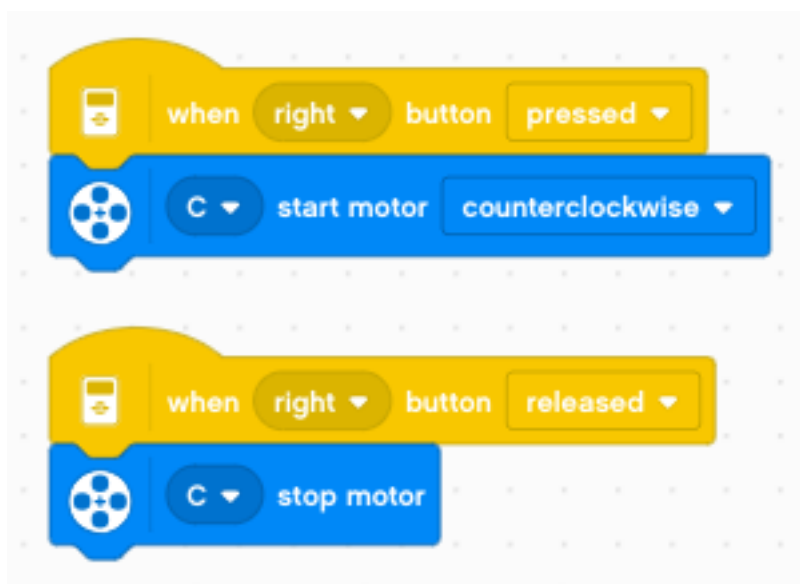 when right button pressed
C start motor counterclockwise
when right button released
C stop motor